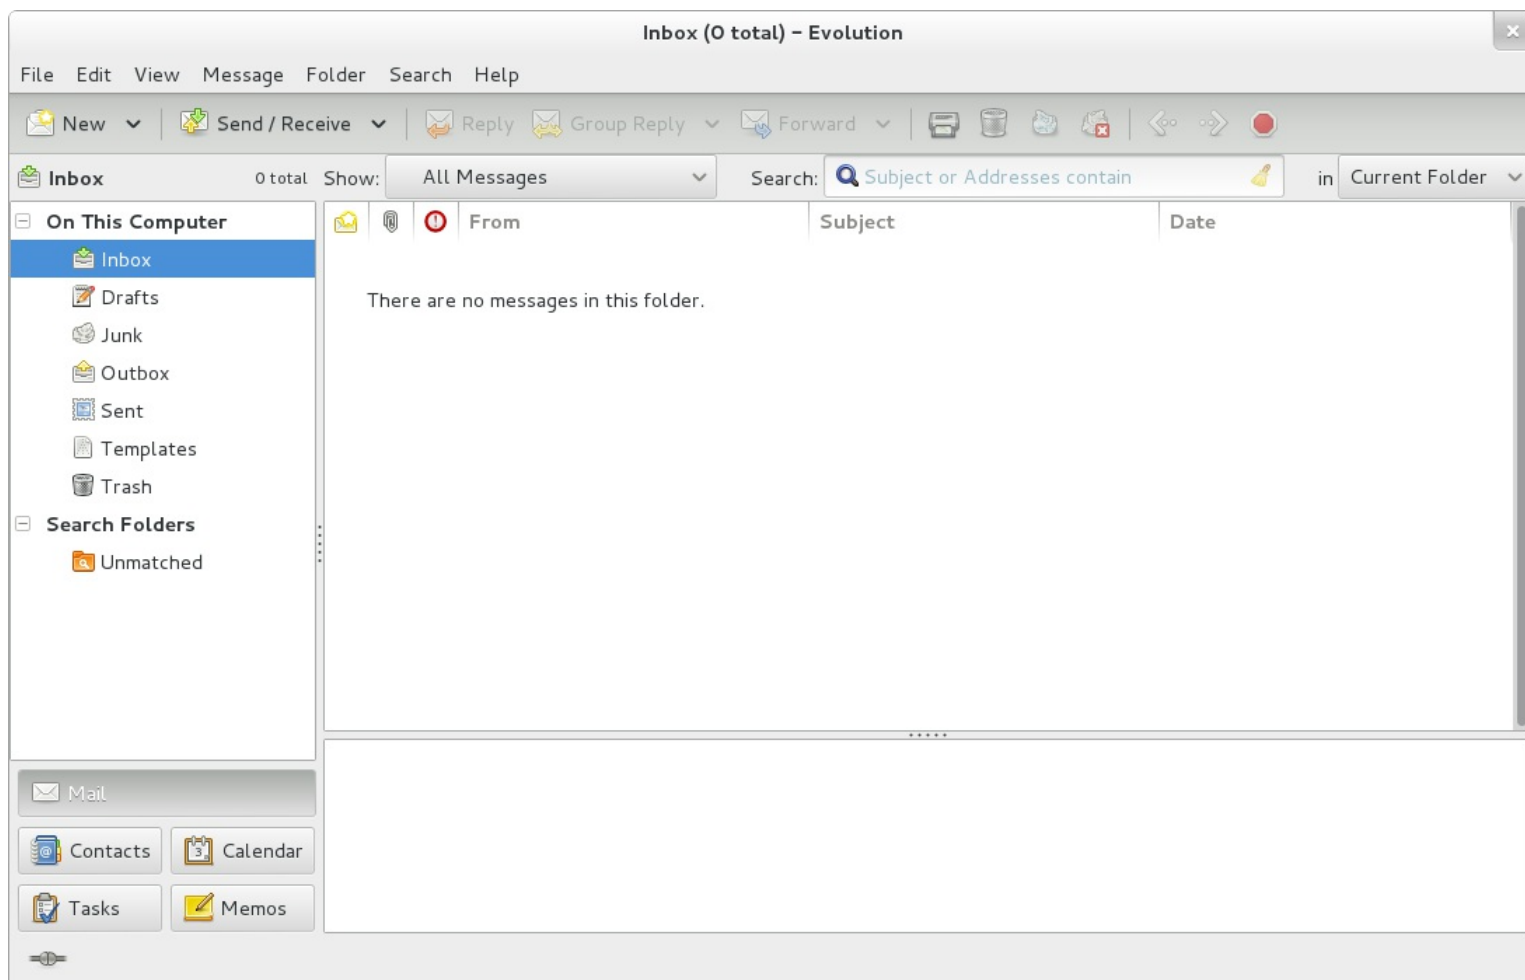 Inbox (0 total) – Evolution
File Edit View Message Folder Search Help
New Send / Receive Reply Group Reply Forward
Inbox 0 total Show: All Messages Search: Subject or Addresses contain in Current Folder
On This Computer
From Subject Date
Inbox
Drafts
There are no messages in this folder.
Junk
Outbox
Sent
Templates
Trash
Search Folders
Unmatched
Mail
Contacts Calendar
Tasks Memos